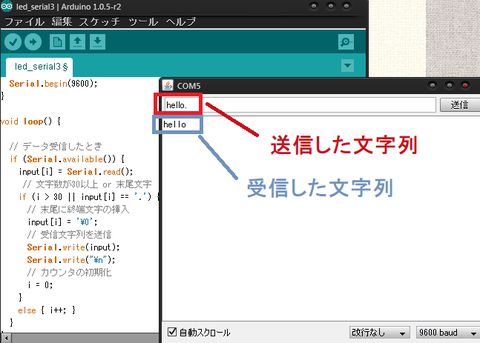 led_serial3 | Arduino 1.0.5-r2
ファイル 編集 スケッチ ツール ヘルプ
led_serial3 §
Serial.begin(9600);
}
void loop() {
// データ受信したとき
if (Serial.available()) {
input[i] = Serial.read();
// 文字数が30以上 or 末尾文字
if (i > 30 || input[i] == '.') {
// 末尾に終端文字の挿入
input[i] = '¥0';
// 受信文字列を送信
Serial.write(input);
Serial.write("¥n");
// カウンタの初期化
i = 0;
}
else { i++; }
}
COM5
hello.
送信
hello
送信した文字列
受信した文字列
自動スクロール
改行なし
9600 baud